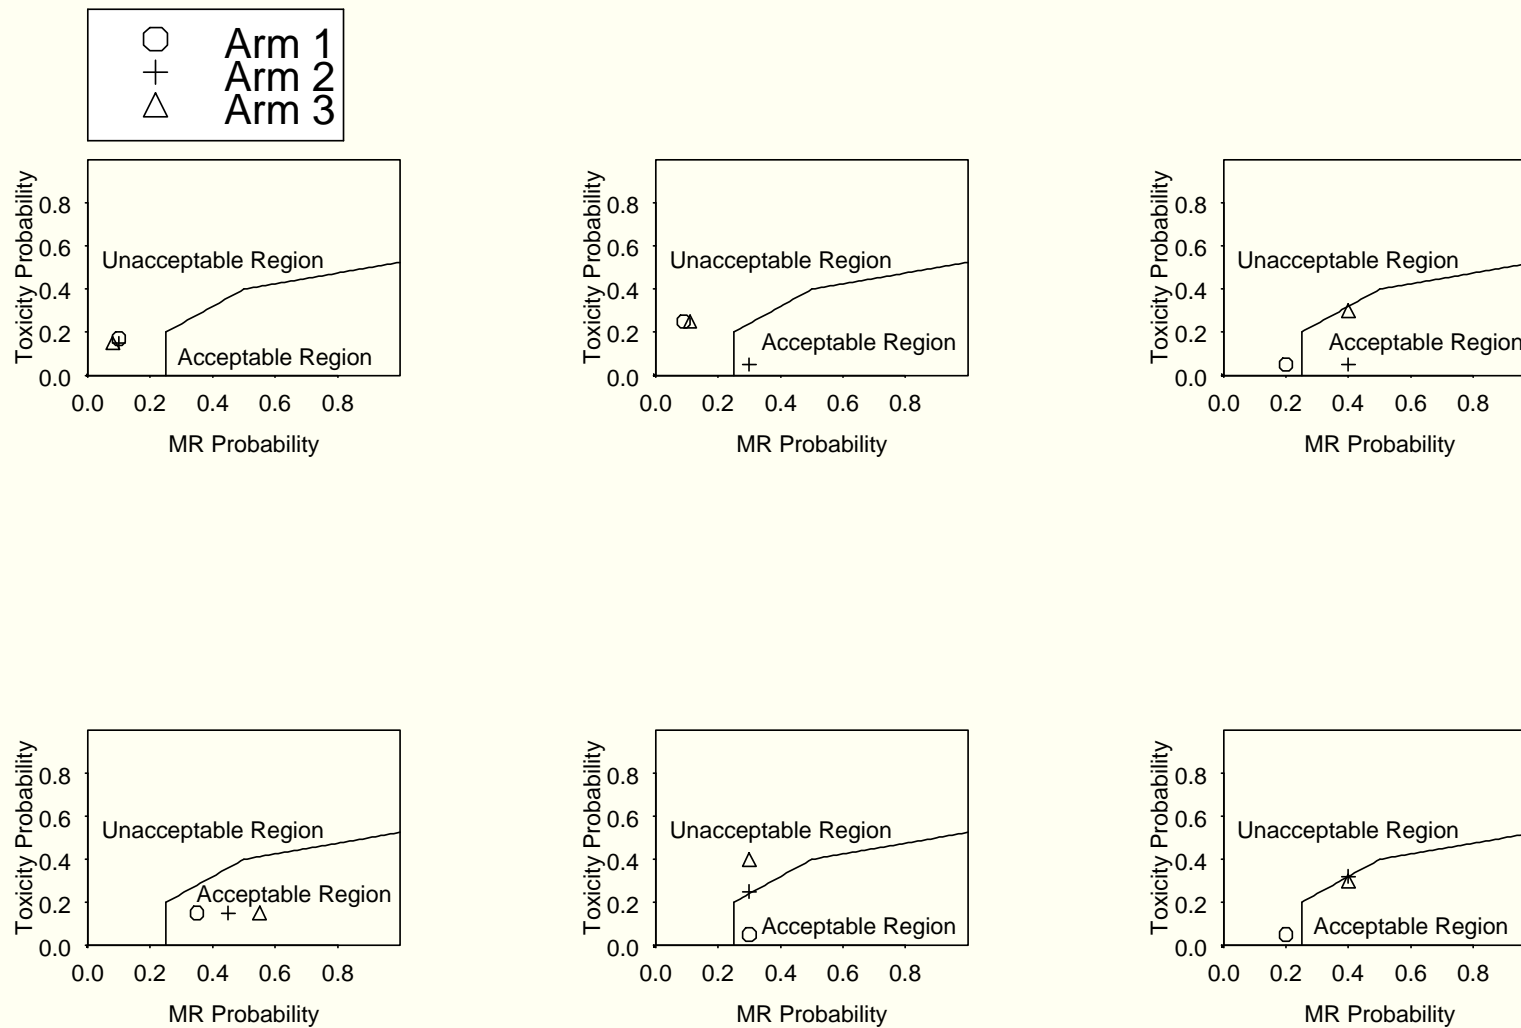 Arm 1
Arm 2
Arm 3
Toxicity Probability
0.8
0.6
0.4
0.2
0.0
Unacceptable Region
Acceptable Region
0.0 0.2 0.4 0.6 0.8
MR Probability
Toxicity Probability
0.8
0.6
0.4
0.2
0.0
Unacceptable Region
Acceptable Region
0.0 0.2 0.4 0.6 0.8
MR Probability
Toxicity Probability
0.8
0.6
0.4
0.2
0.0
Unacceptable Region
Acceptable Region
0.0 0.2 0.4 0.6 0.8
MR Probability
Toxicity Probability
0.8
0.6
0.4
0.2
0.0
Unacceptable Region
Acceptable Region
0.0 0.2 0.4 0.6 0.8
MR Probability
Toxicity Probability
0.8
0.6
0.4
0.2
0.0
Unacceptable Region
Acceptable Region
0.0 0.2 0.4 0.6 0.8
MR Probability
Toxicity Probability
0.8
0.6
0.4
0.2
0.0
Unacceptable Region
Acceptable Region
0.0 0.2 0.4 0.6 0.8
MR Probability